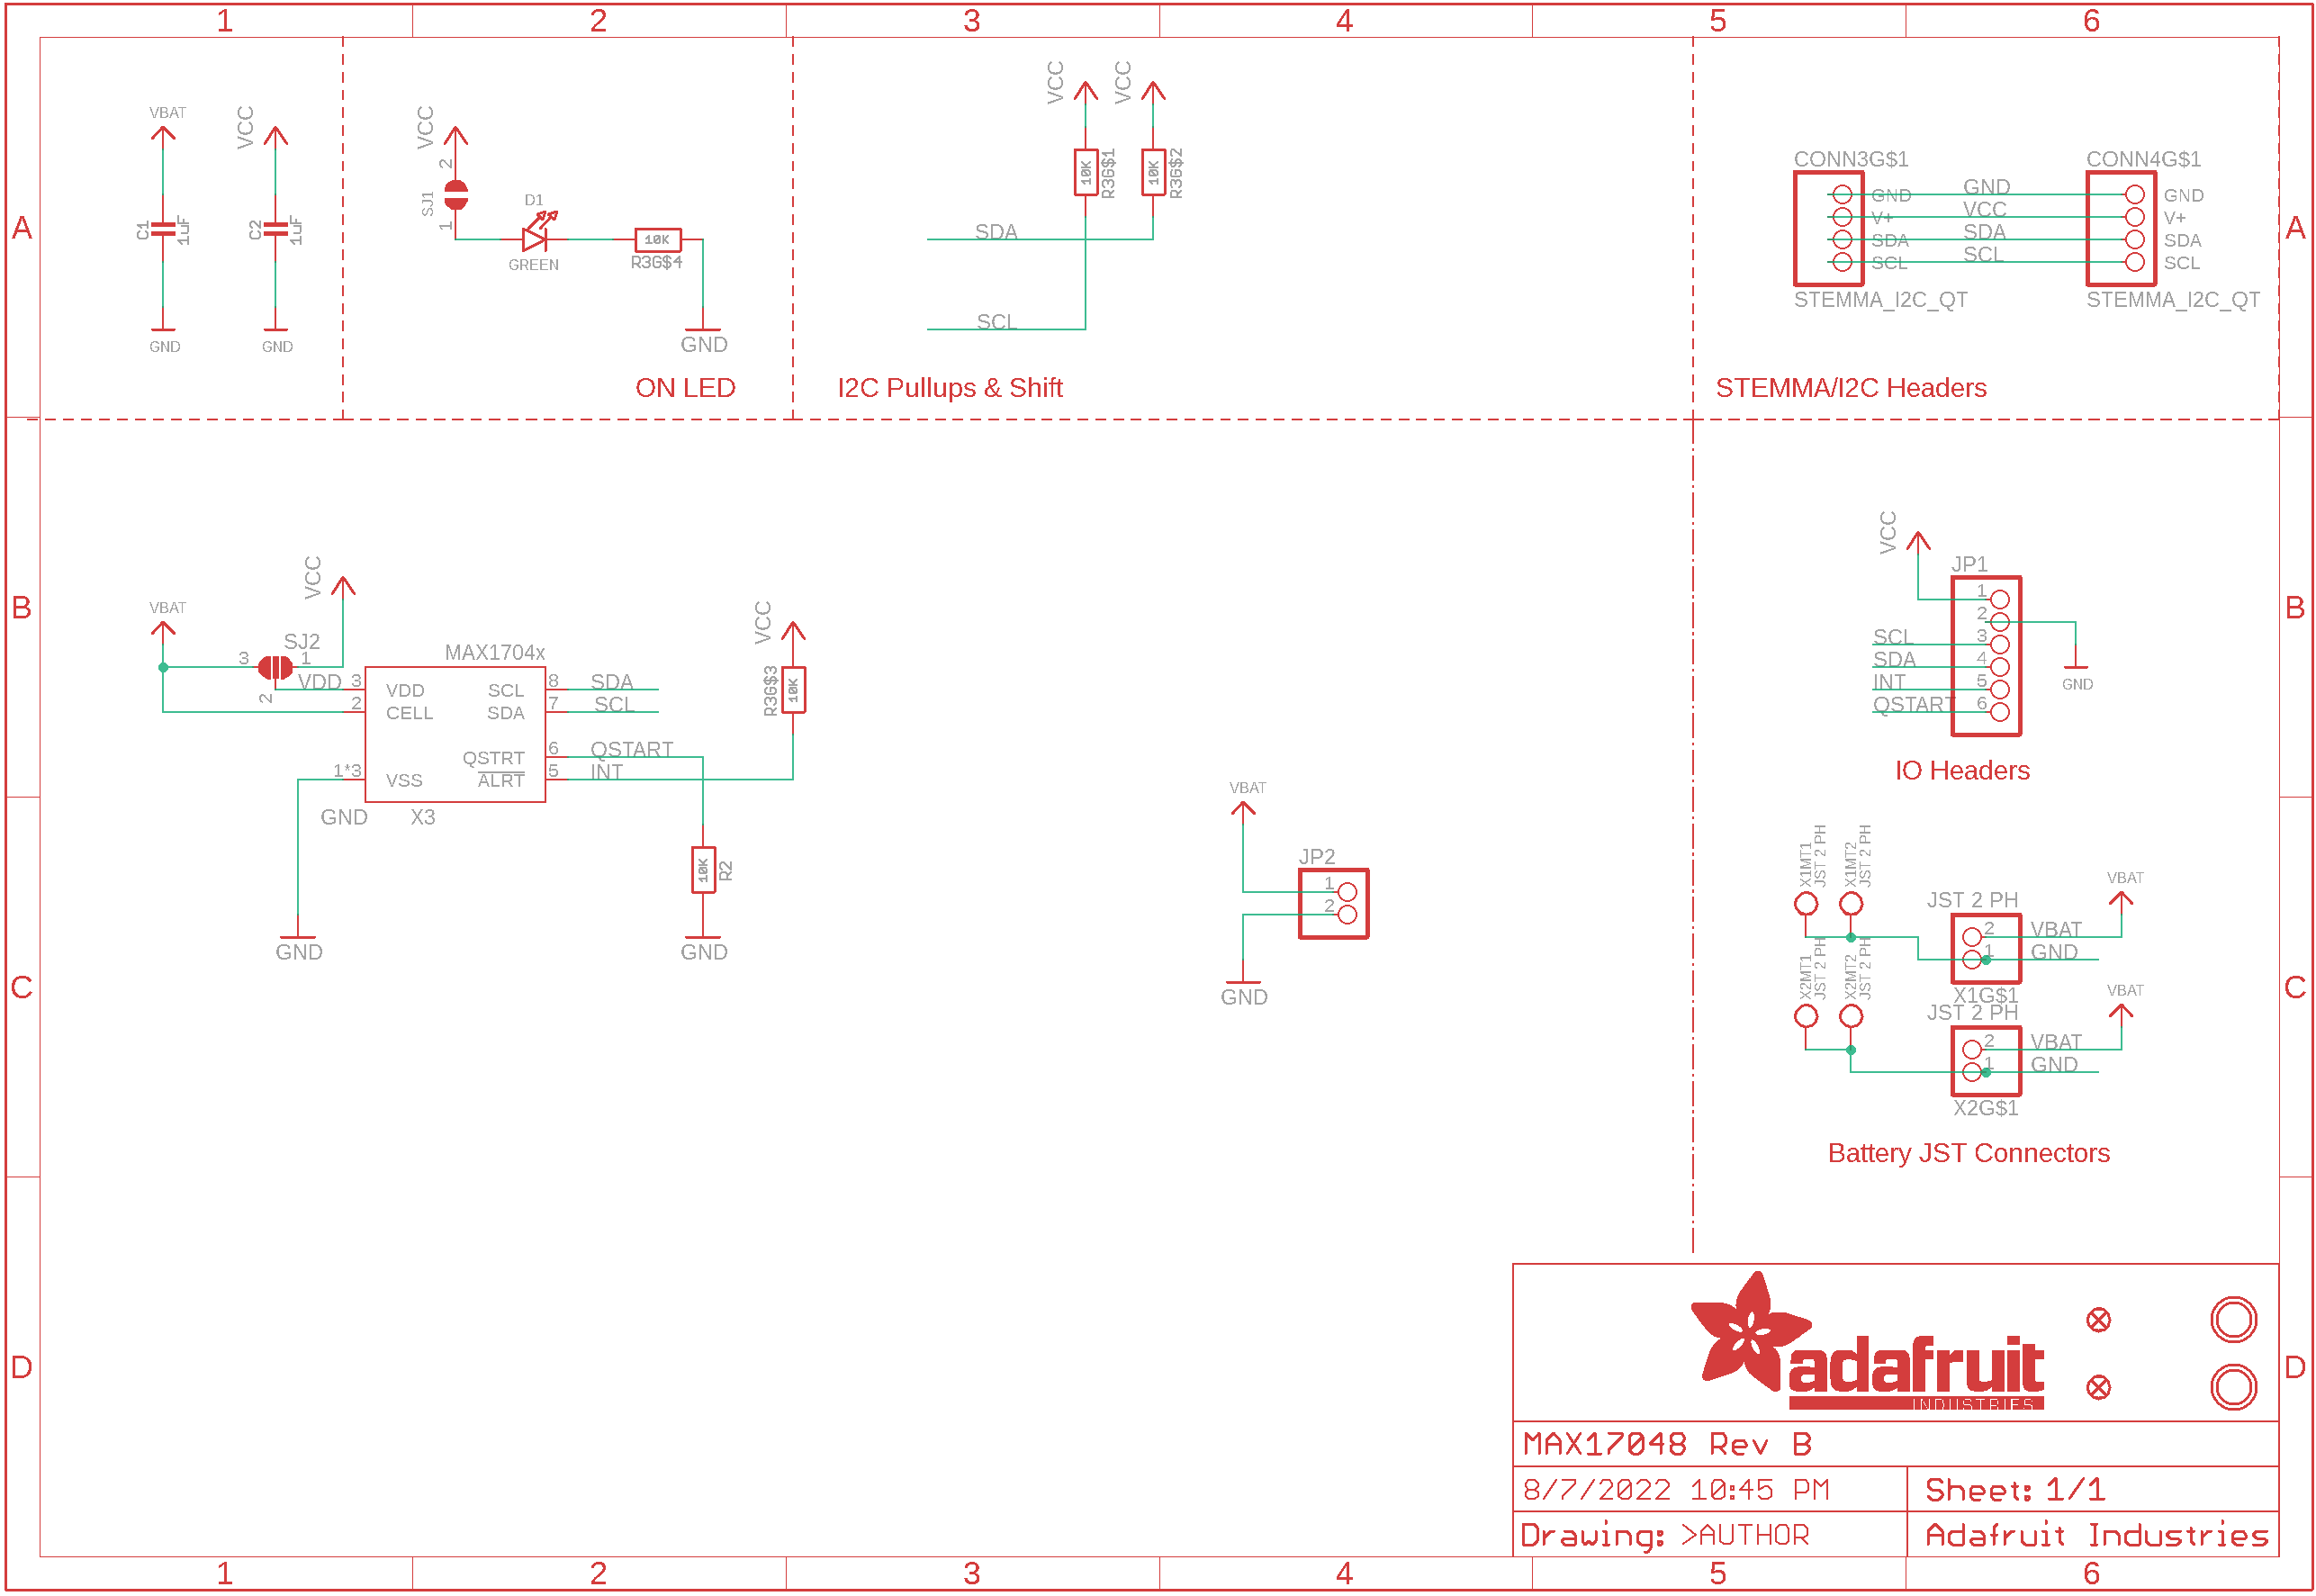 1 2 3 4 5 6
A
A
B
B
C
C
D
D
1 2 3 4 5 6
VBAT
C1
1uF
GND
VCC
C2
1uF
GND
VCC
2
SJ1
1
D1
GREEN
10K
R3G$4
GND
ON LED
VCC
VCC
10K
R3G$1
10K
R3G$2
SDA
SCL
I2C Pullups & Shift
CONN3G$1
GND
V+
SDA
SCL
STEMMA_I2C_QT
GND
VCC
SDA
SCL
CONN4G$1
GND
V+
SDA
SCL
STEMMA_I2C_QT
STEMMA/I2C Headers
VBAT
VCC
SJ2
3
1
2
VDD
MAX1704x
3 VDD
2 CELL
1*3 VSS
SCL 8 SDA
SDA 7 SCL
QSTRT 6 QSTART
ALRT 5 INT
GND
X3
GND
VCC
R3G$3
10K
10K
R2
GND
VBAT
JP2
1
2
GND
VCC
JP1
1
2
SCL 3
SDA 4
INT 5
QSTART 6
GND
IO Headers
X1MT1
JST 2 PH
X1MT2
JST 2 PH
JST 2 PH
VBAT
2 VBAT
1 GND
X1G$1
X2MT1
JST 2 PH
X2MT2
JST 2 PH
JST 2 PH
VBAT
2 VBAT
1 GND
X2G$1
Battery JST Connectors
adafruit
INDUSTRIES
MAX17048 Rev B
8/7/2022 10:45 PM
Sheet: 1/1
Drawing: >AUTHOR
Adafruit Industries